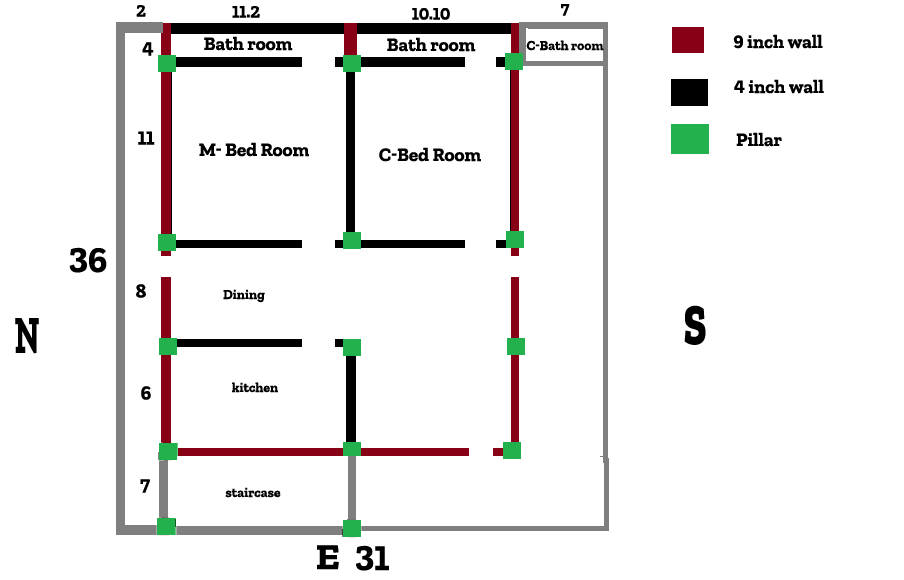 2 11.2 10.10 7
4 Bath room Bath room C-Bath room
9 inch wall
4 inch wall
Pillar
11 M- Bed Room C-Bed Room
36
8 Dining
N S
6 kitchen
7 staircase
E 31